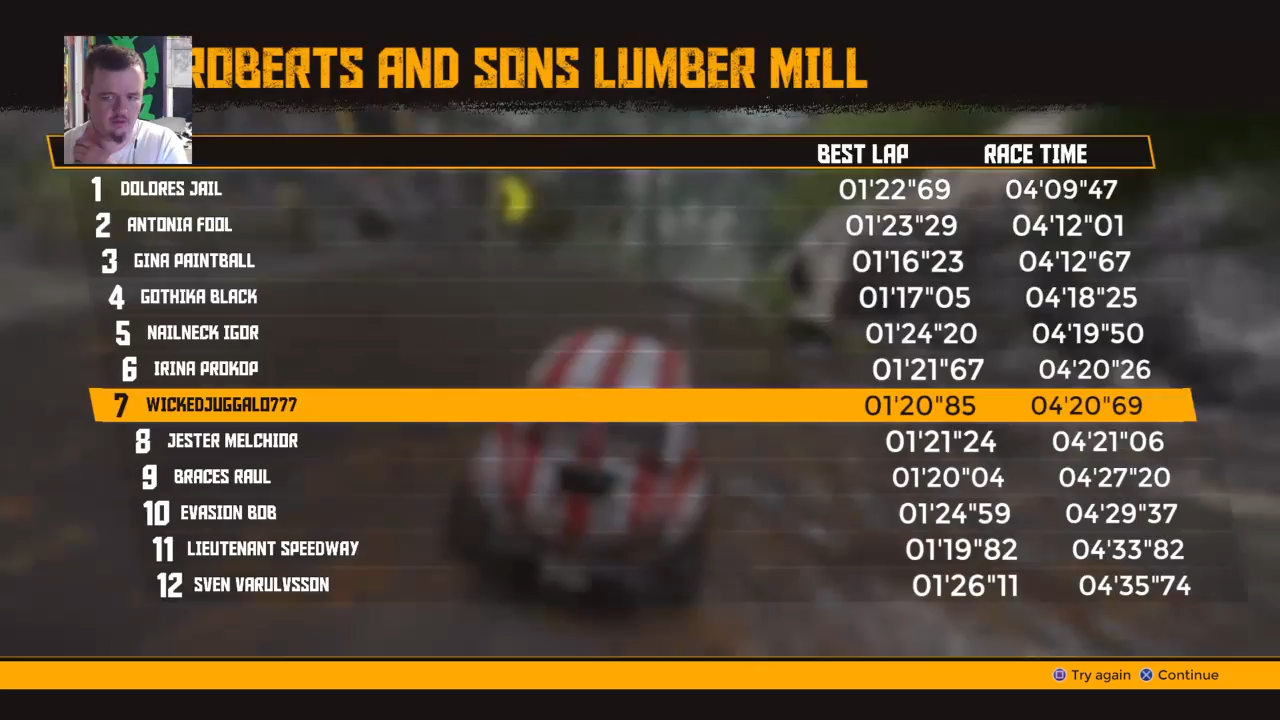 ROBERTS AND SONS LUMBER MILL
BEST LAP RACE TIME
1 DOLORES JAIL 01'22"69 04'09"47
2 ANTONIA FOOL 01'23"29 04'12"01
3 GINA PAINTBALL 01'16"23 04'12"67
4 GOTHIKA BLACK 01'17"05 04'18"25
5 NAILNECK IGOR 01'24"20 04'19"50
6 IRINA PROKOP 01'21"67 04'20"26
7 WICKEDJUGGALO777 01'20"85 04'20"69
8 JESTER MELCHIOR 01'21"24 04'21"06
9 BRACES RAUL 01'20"04 04'27"20
10 EVASION BOB 01'24"59 04'29"37
11 LIEUTENANT SPEEDWAY 01'19"82 04'33"82
12 SVEN VARULVSSON 01'26"11 04'35"74
Try again Continue